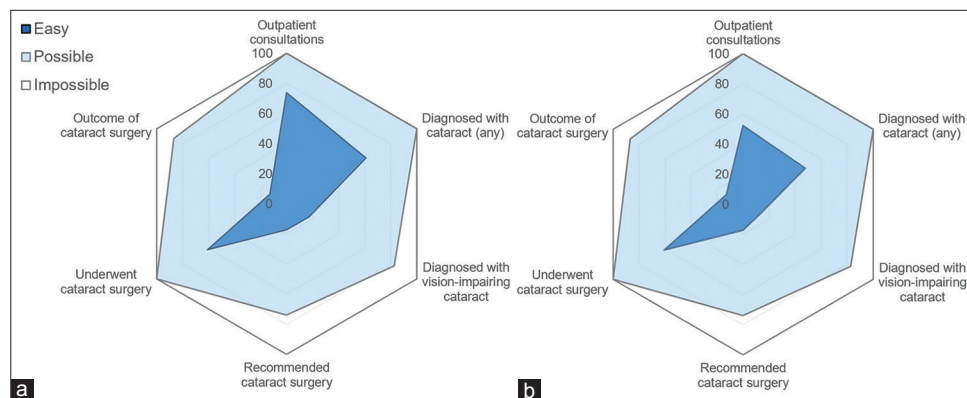 Easy
Possible
Impossible
Outpatient
consultations
100
80
60
40
20
0
Diagnosed with
cataract (any)
Diagnosed with
vision-impairing
cataract
Recommended
cataract surgery
Underwent
cataract surgery
Outcome of
cataract surgery
a
Outpatient
consultations
100
80
60
40
20
0
Diagnosed with
cataract (any)
Diagnosed with
vision-impairing
cataract
Recommended
cataract surgery
Underwent
cataract surgery
Outcome of
cataract surgery
b